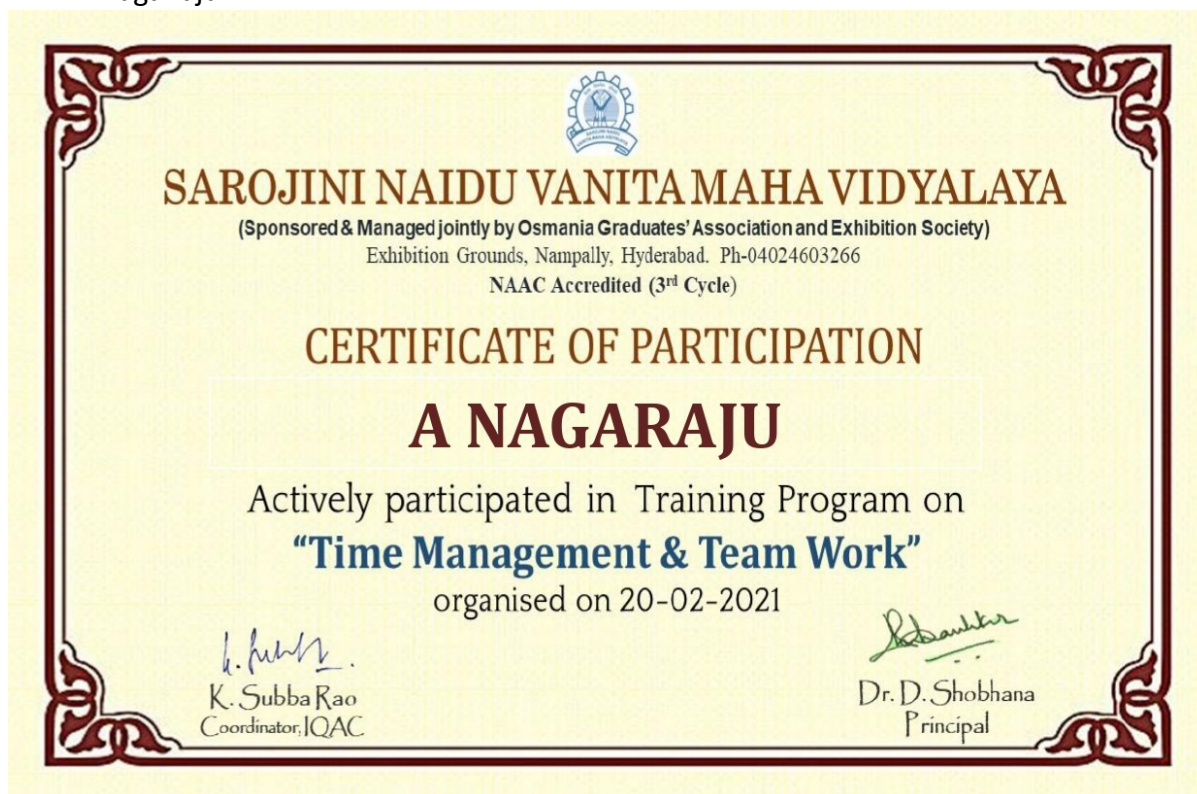 SAROJINI NAIDU VANITA MAHA VIDYALAYA
(Sponsored & Managed jointly by Osmania Graduates' Association and Exhibition Society)
Exhibition Grounds, Nampally, Hyderabad. Ph-04024603266
NAAC Accredited (3rd Cycle)
CERTIFICATE OF PARTICIPATION
A NAGARAJU
Actively participated in Training Program on
“Time Management & Team Work”
organised on 20-02-2021
K. Subba Rao
Coordinator, IQAC
Dr. D. Shobhana
Principal